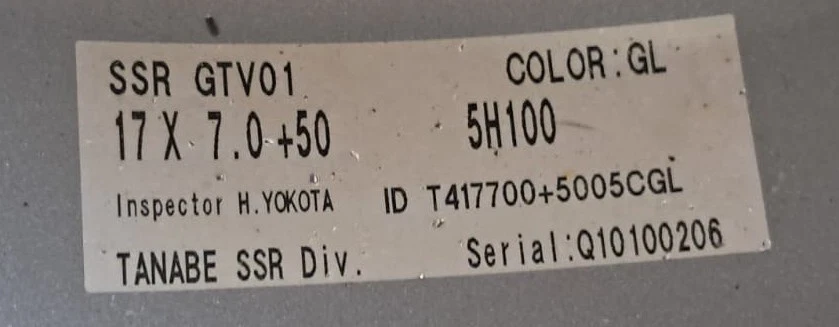 SSR GTV01 COLOR:GL
17 X 7.0 +50 5H100
Inspector H.YOKOTA ID T417700+5005CGL
TANABE SSR Div. Serial:Q10100206